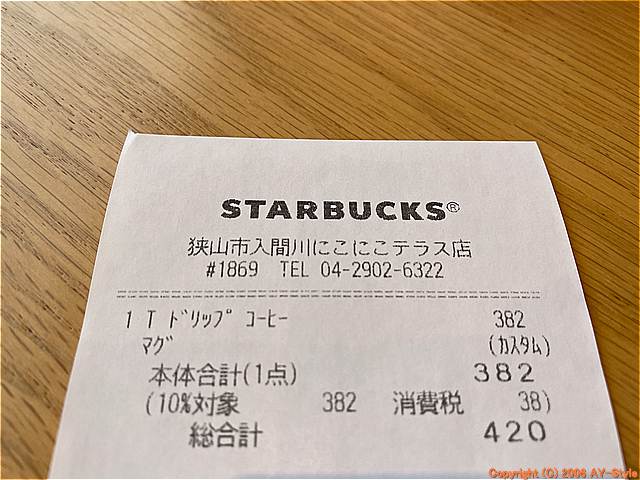 STARBUCKS®
狭山市入間川にこにこテラス店
#1869 TEL 04-2902-6322
1 T ﾄﾞﾘｯﾌﾟ ｺｰﾋｰ 382
ﾏｸﾞ (ｶｽﾀﾑ)
本体合計(1点) 382
(10%対象 382 消費税 38)
総合計 420
Copyright (C) 2006 AY-Style